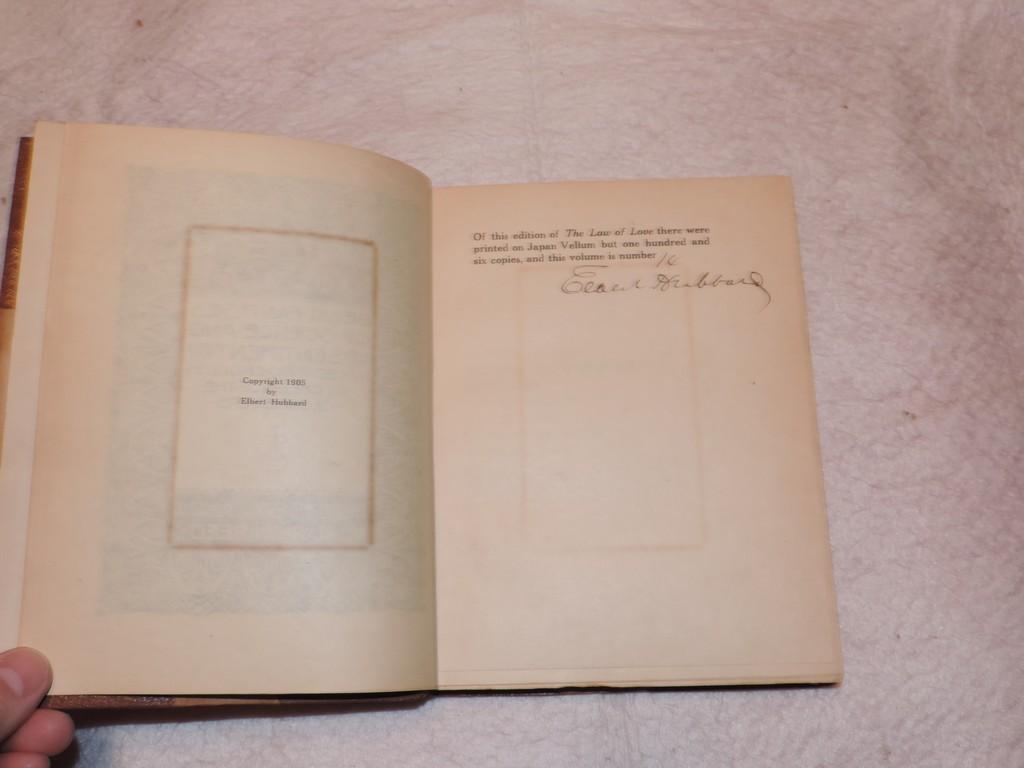 Copyright 1905
by
Elbert Hubbard
Of this edition of The Law of Love there were
printed on Japan Vellum but one hundred and
six copies, and this volume is number 16
Elbert Hubbard